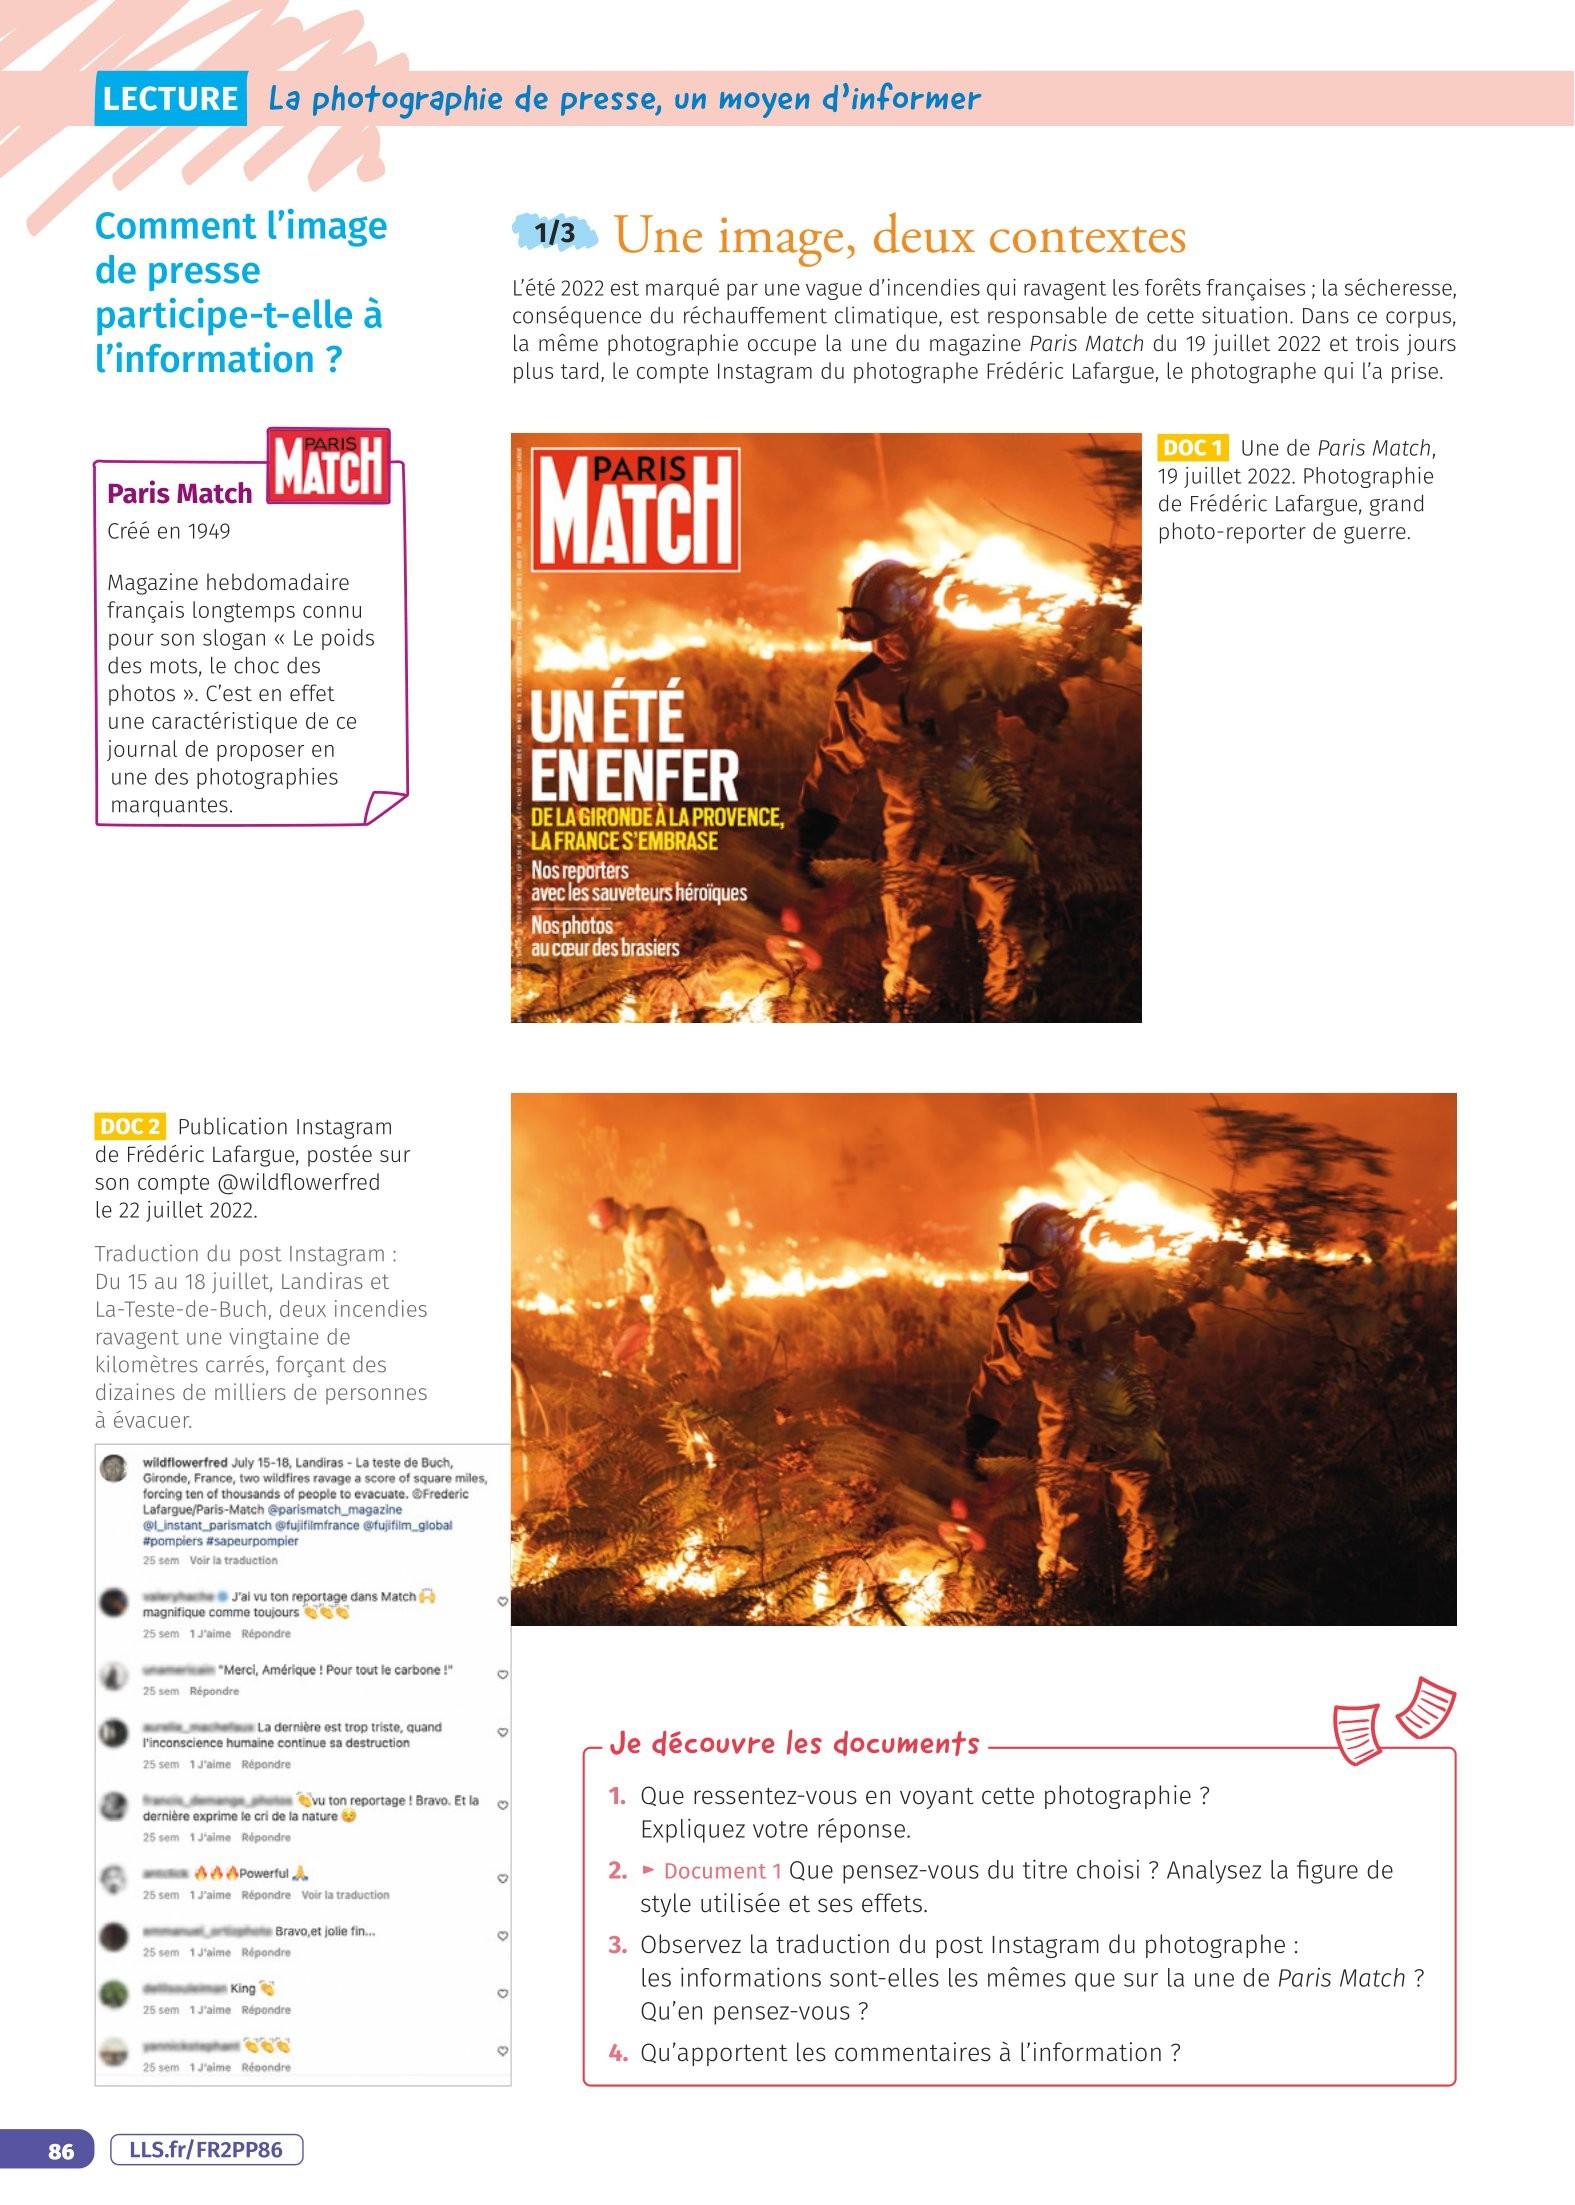 LECTURE La photographie de presse, un moyen d'informer
Comment l'image
de presse
participe-t-elle à
l'information ?
PARIS
MATCH
Paris Match
Créé en 1949
Magazine hebdomadaire
français longtemps connu
pour son slogan « Le poids
des mots, le choc des
photos ». C'est en effet
une caractéristique de ce
journal de proposer en
une des photographies
marquantes.
1/3 Une image, deux contextes
L'été 2022 est marqué par une vague d'incendies qui ravagent les forêts françaises ; la sécheresse,
conséquence du réchauffement climatique, est responsable de cette situation. Dans ce corpus,
la même photographie occupe la une du magazine Paris Match du 19 juillet 2022 et trois jours
plus tard, le compte Instagram du photographe Frédéric Lafargue, le photographe qui l'a prise.
PARIS
MATCH
UN ÉTÉ
EN ENFER
DE LA GIRONDE À LA PROVENCE,
LA FRANCE S'EMBRASE
Nos reporters
avec les sauveteurs héroïques
Nos photos
au cœur des brasiers
DOC 1 Une de Paris Match,
19 juillet 2022. Photographie
de Frédéric Lafargue, grand
photo-reporter de guerre.
DOC 2 Publication Instagram
de Frédéric Lafargue, postée sur
son compte @wildflowerfred
le 22 juillet 2022.
Traduction du post Instagram :
Du 15 au 18 juillet, Landiras et
La-Teste-de-Buch, deux incendies
ravagent une vingtaine de
kilomètres carrés, forçant des
dizaines de milliers de personnes
à évacuer.
wildflowerfred July 15-18, Landiras - La teste de Buch,
Gironde, France, two wildfires ravage a score of square miles,
forcing ten of thousands of people to evacuate. ©Frederic
Lafargue/Paris-Match @parismatch_magazine
@l_instant_parismatch @fujifilmfrance @fujifilm_global
#pompiers #sapeurpompier
25 sem Voir la traduction
J'ai vu ton reportage dans Match 🙌
magnifique comme toujours 👏👏👏
25 sem 1 J'aime Répondre
"Merci, Amérique ! Pour tout le carbone !"
25 sem Répondre
La dernière est trop triste, quand
l'inconscience humaine continue sa destruction
25 sem 1 J'aime Répondre
👏vu ton reportage ! Bravo. Et la
dernière exprime le cri de la nature 😢
25 sem 1 J'aime Répondre
🔥🔥🔥Powerful 🙏
25 sem 1 J'aime Répondre Voir la traduction
Bravo,et jolie fin...
25 sem 1 J'aime Répondre
King 👏
25 sem 1 J'aime Répondre
👏👏👏
25 sem 1 J'aime Répondre
Je découvre les documents
1. Que ressentez-vous en voyant cette photographie ?
Expliquez votre réponse.
2. ► Document 1 Que pensez-vous du titre choisi ? Analysez la figure de
style utilisée et ses effets.
3. Observez la traduction du post Instagram du photographe :
les informations sont-elles les mêmes que sur la une de Paris Match ?
Qu'en pensez-vous ?
4. Qu'apportent les commentaires à l'information ?
86 LLS.fr/FR2PP86